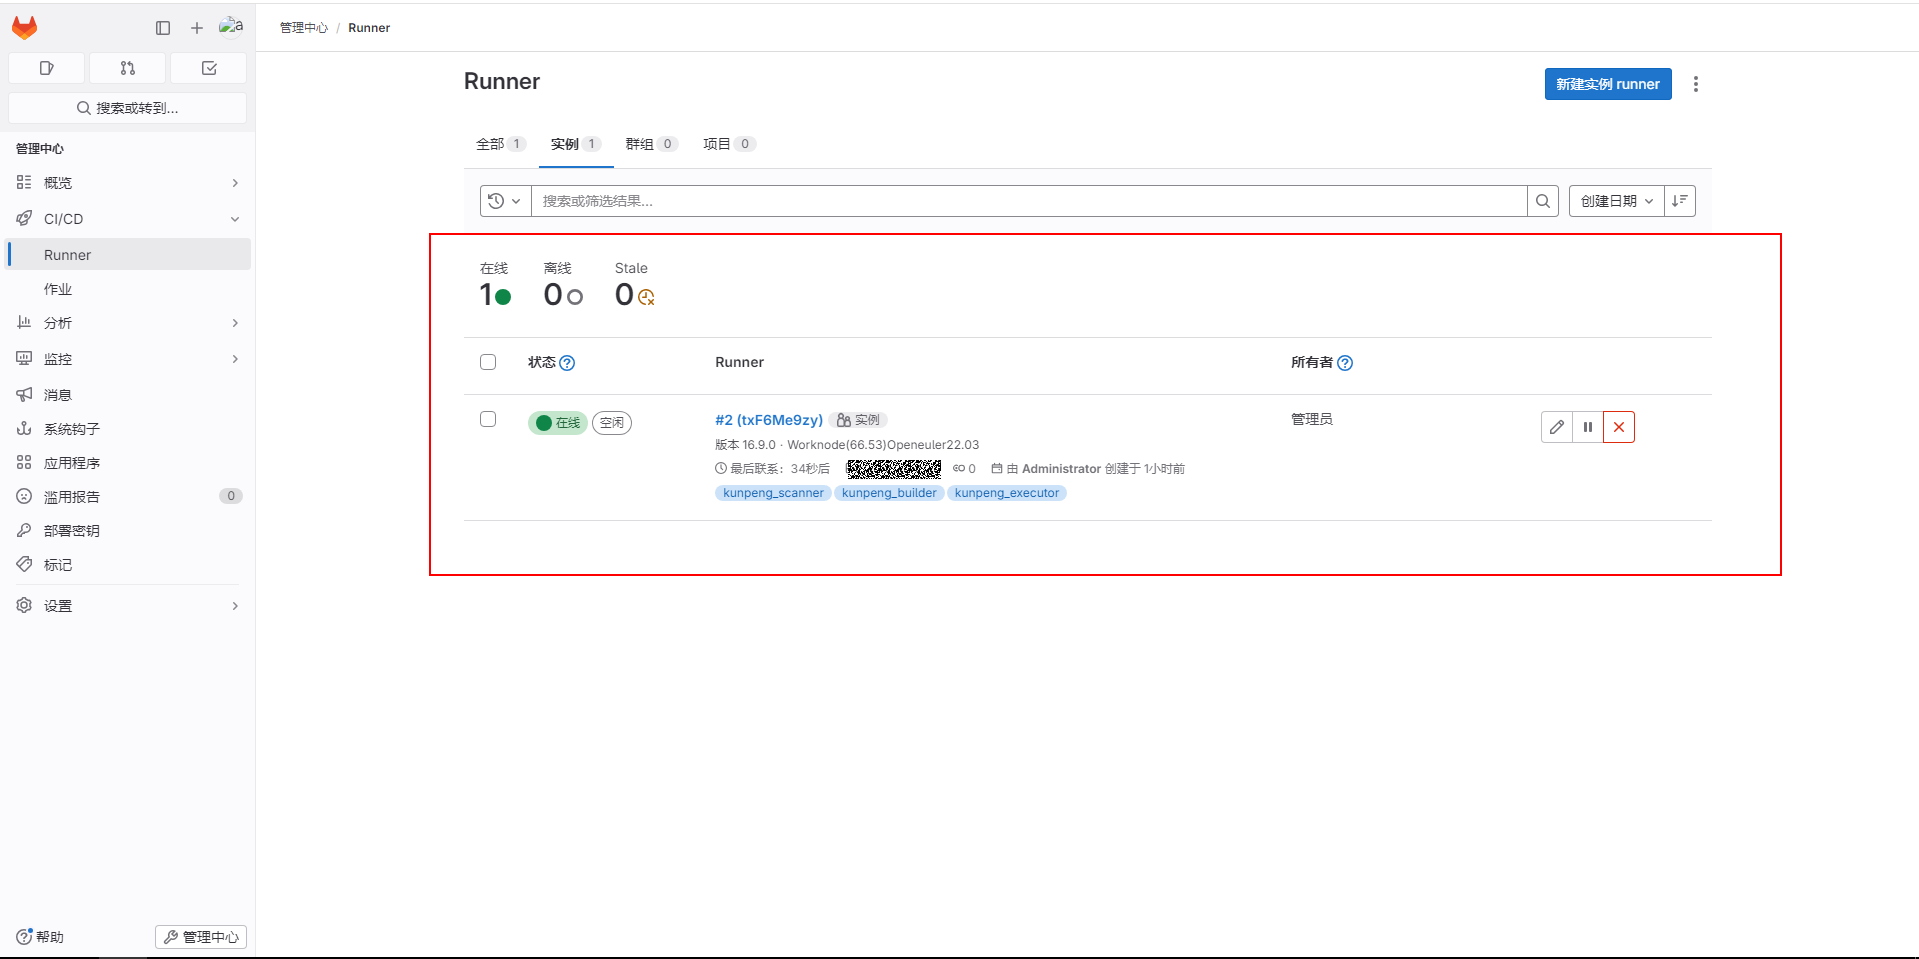 a
管理中心 / Runner
搜索或转到...
管理中心
概览
CI/CD
Runner
作业
分析
监控
消息
系统钩子
应用程序
滥用报告 0
部署密钥
标记
设置
帮助
管理中心
Runner
新建实例 runner
全部 1 实例 1 群组 0 项目 0
搜索或筛选结果...
创建日期
在线 离线 Stale
1 0 0
状态 Runner 所有者
在线 空闲 #2 (txF6Me9zy) 实例 管理员
版本 16.9.0 · Worknode(66.53)Openeuler22.03
最后联系：34秒后 0 由 Administrator 创建于 1小时前
kunpeng_scanner kunpeng_builder kunpeng_executor